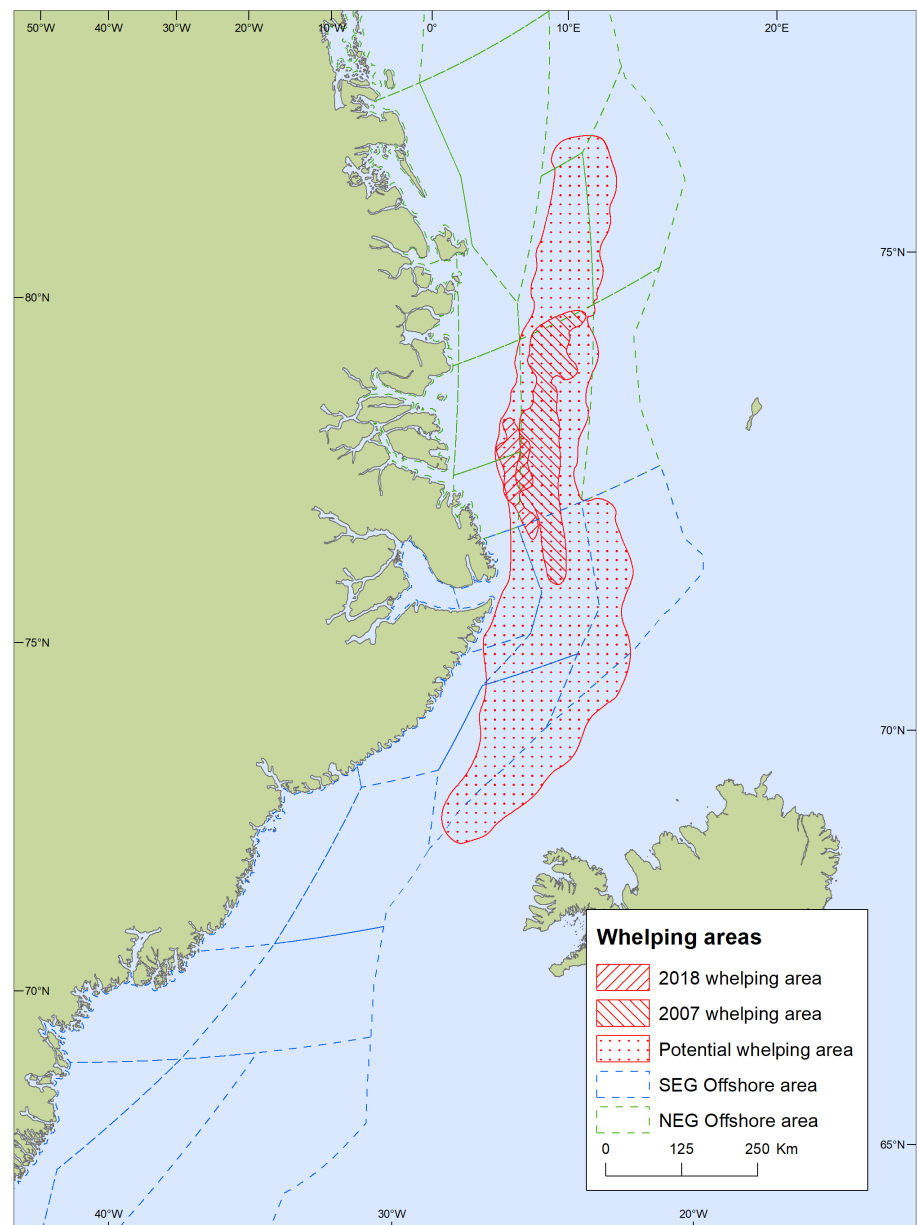 50°W 40°W 30°W 20°W 10°W 0° 10°E 20°E
75°N
80°N
75°N
70°N
Whelping areas
2018 whelping area
2007 whelping area
70°N
Potential whelping area
SEG Offshore area
NEG Offshore area
65°N
0 125 250 Km
40°W 30°W 20°W